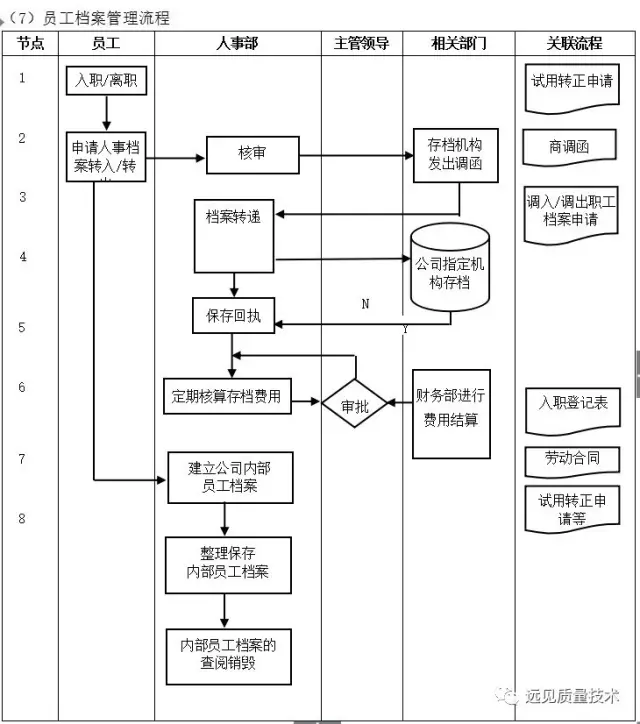 （7）员工档案管理流程
节点 员工 人事部 主管领导 相关部门 关联流程
1
入职/离职
试用转正申请
2
申请人事档
案转入/转
核审
存档机构
发出调函
商调函
3
档案转递
调入/调出职工
档案申请
4
公司指定机
构存档
N
5
保存回执
Y
6
定期核算存档费用
审批
财务部进行
费用结算
入职登记表
7
建立公司内部
员工档案
劳动合同
8
试用转正申
请等
整理保存
内部员工档案
内部员工档案的
查阅销毁
远见质量技术